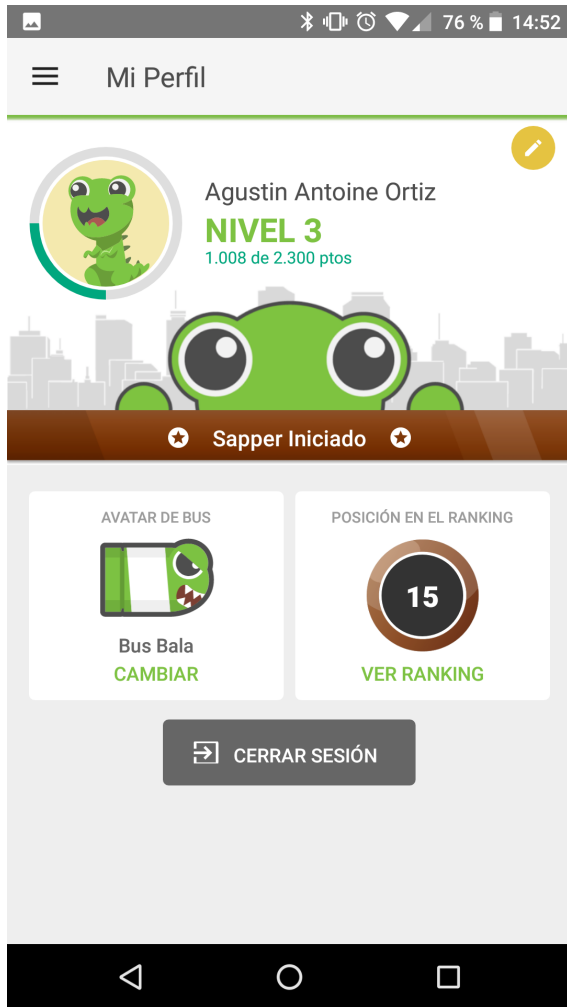 76 % 14:52
Mi Perfil
Agustin Antoine Ortiz
NIVEL 3
1.008 de 2.300 ptos
Sapper Iniciado
AVATAR DE BUS
Bus Bala
CAMBIAR
POSICIÓN EN EL RANKING
15
VER RANKING
CERRAR SESIÓN